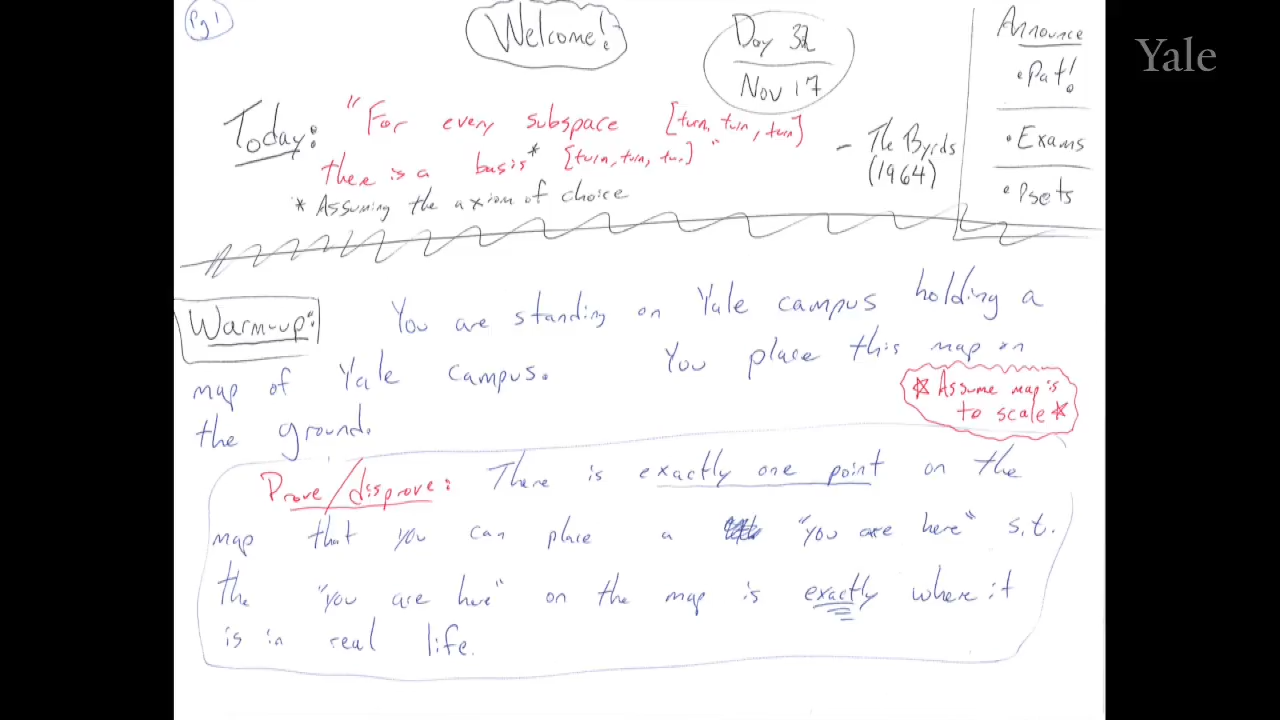 Pg 1
Welcome!
Day 32
Nov 17
Announce
• Pat!
• Exams
• Psets
Yale
Today: "For every subspace [turn, turn, turn]
there is a basis* [turn, turn, tu.]"
- The Byrds
(1964)
* Assuming the axiom of choice
Warm-up: You are standing on Yale campus holding a
map of Yale campus. You place this map on
the ground.
* Assume map is
to scale *
Prove/disprove: There is exactly one point on the
map that you can place a "you are here" s.t.
the "you are here" on the map is exactly where it
is in real life.